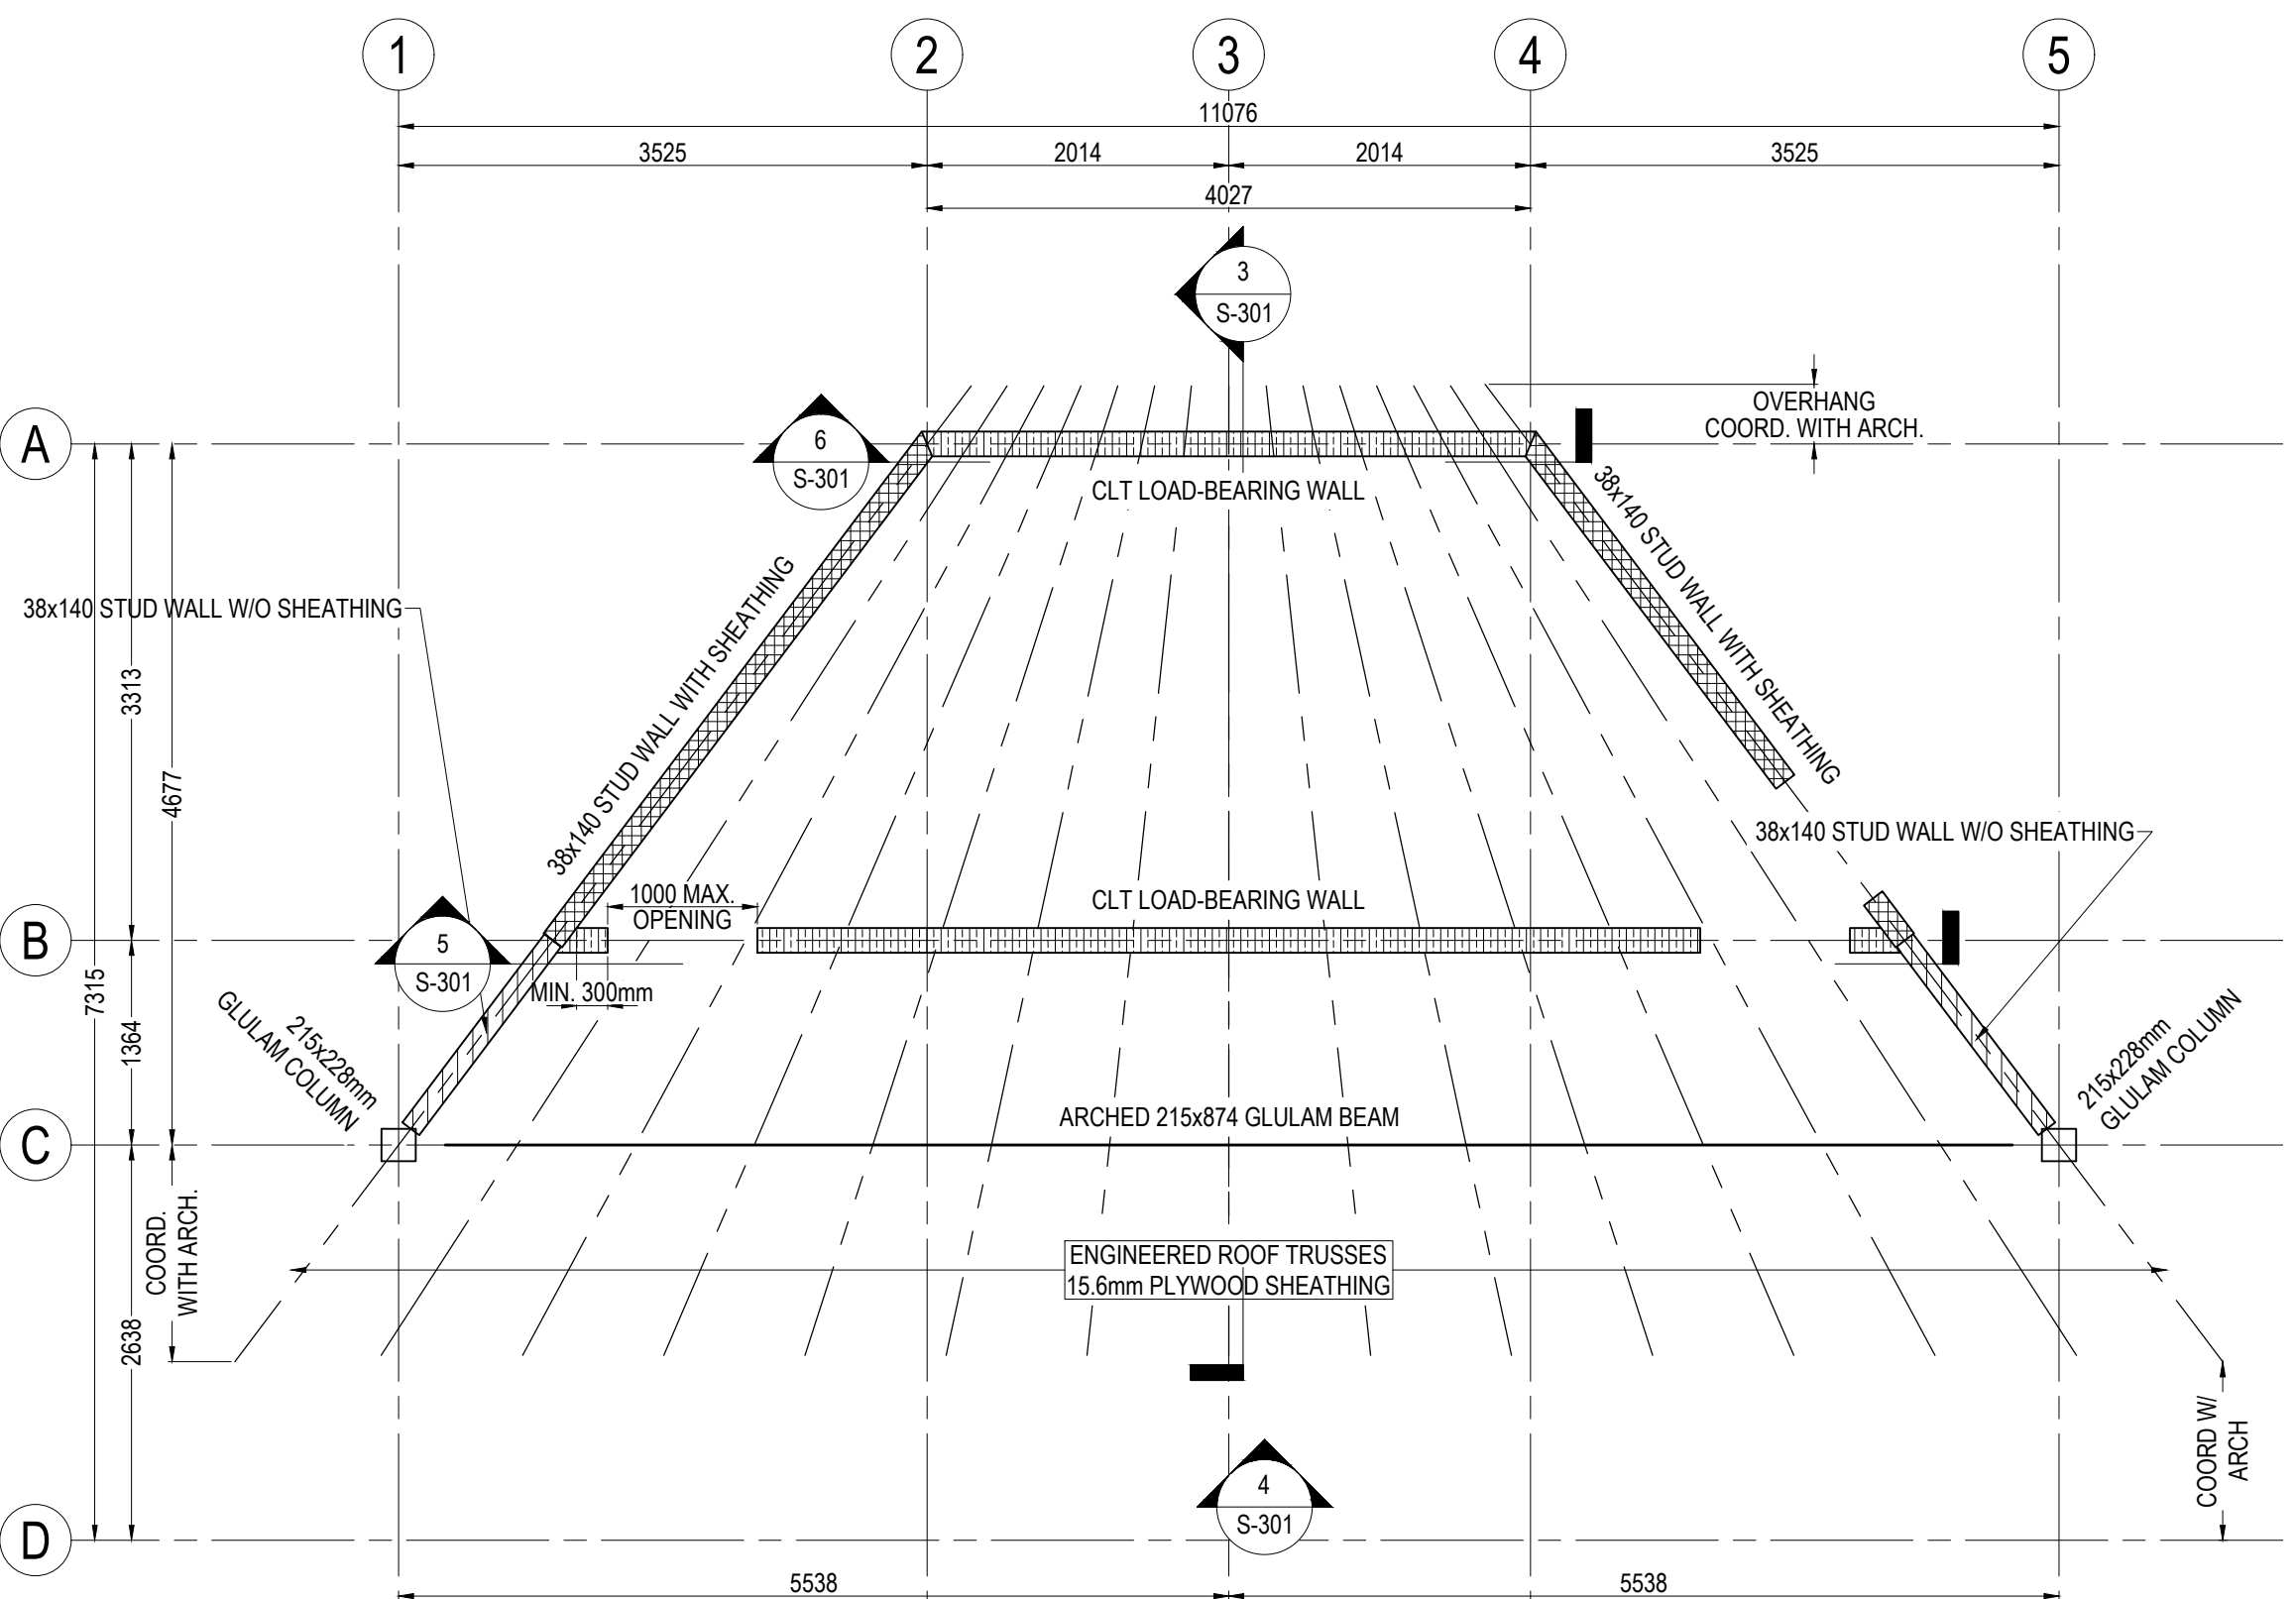 1
2
3
4
5
11076
3525
2014
2014
3525
4027
3
S-301
OVERHANG
COORD. WITH ARCH.
A
6
S-301
CLT LOAD-BEARING WALL
38x140 STUD WALL WITH SHEATHING
38x140 STUD WALL WITH SHEATHING
38x140 STUD WALL W/O SHEATHING
3313
4677
7315
1364
2638
38x140 STUD WALL W/O SHEATHING
1000 MAX.
OPENING
CLT LOAD-BEARING WALL
B
5
S-301
MIN. 300mm
215x228mm
GLULAM COLUMN
215x228mm
GLULAM COLUMN
C
ARCHED 215x874 GLULAM BEAM
COORD.
WITH ARCH.
ENGINEERED ROOF TRUSSES
15.6mm PLYWOOD SHEATHING
COORD W/
ARCH
4
S-301
D
5538
5538